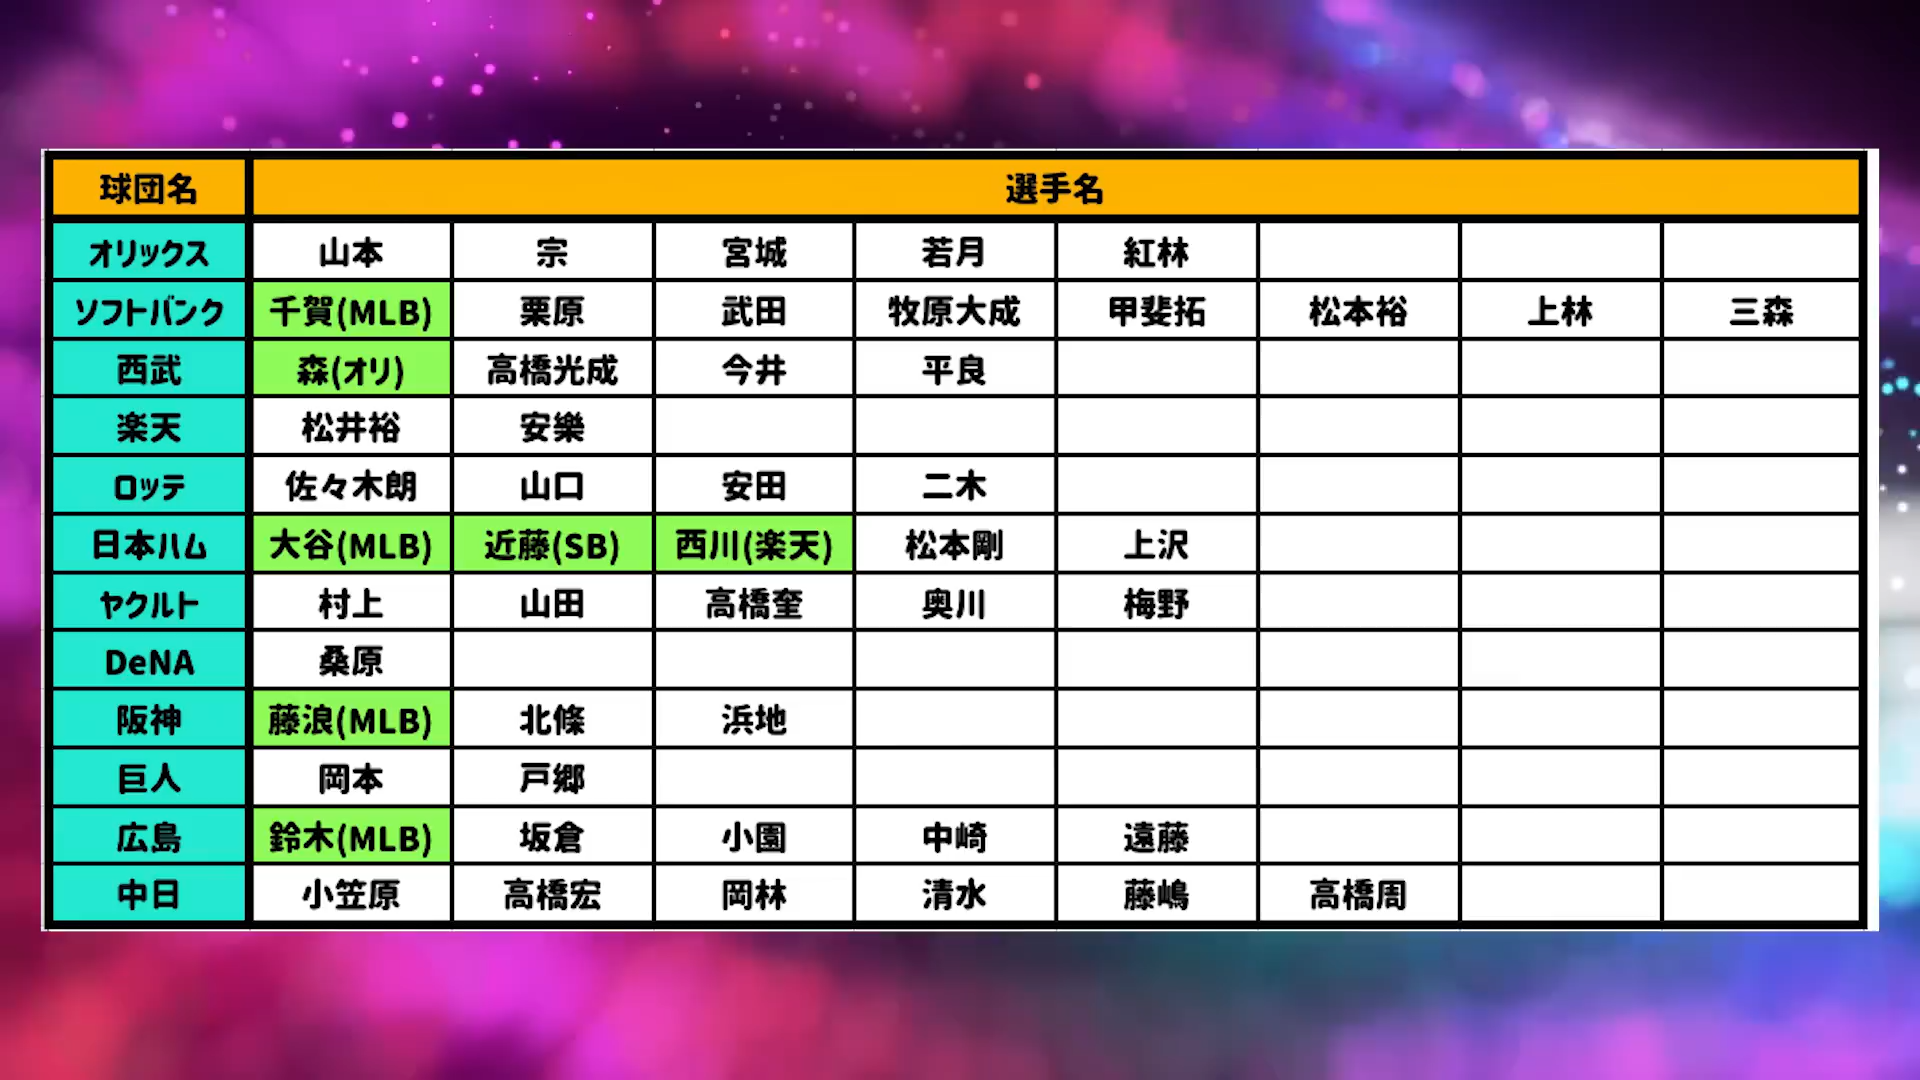 球団名 選手名
オリックス 山本 宗 宮城 若月 紅林
ソフトバンク 千賀(MLB) 栗原 武田 牧原大成 甲斐拓 松本裕 上林 三森
西武 森(オリ) 高橋光成 今井 平良
楽天 松井裕 安樂
ロッテ 佐々木朗 山口 安田 二木
日本ハム 大谷(MLB) 近藤(SB) 西川(楽天) 松本剛 上沢
ヤクルト 村上 山田 高橋奎 奥川 梅野
DeNA 桑原
阪神 藤浪(MLB) 北條 浜地
巨人 岡本 戸郷
広島 鈴木(MLB) 坂倉 小園 中崎 遠藤
中日 小笠原 高橋宏 岡林 清水 藤嶋 高橋周